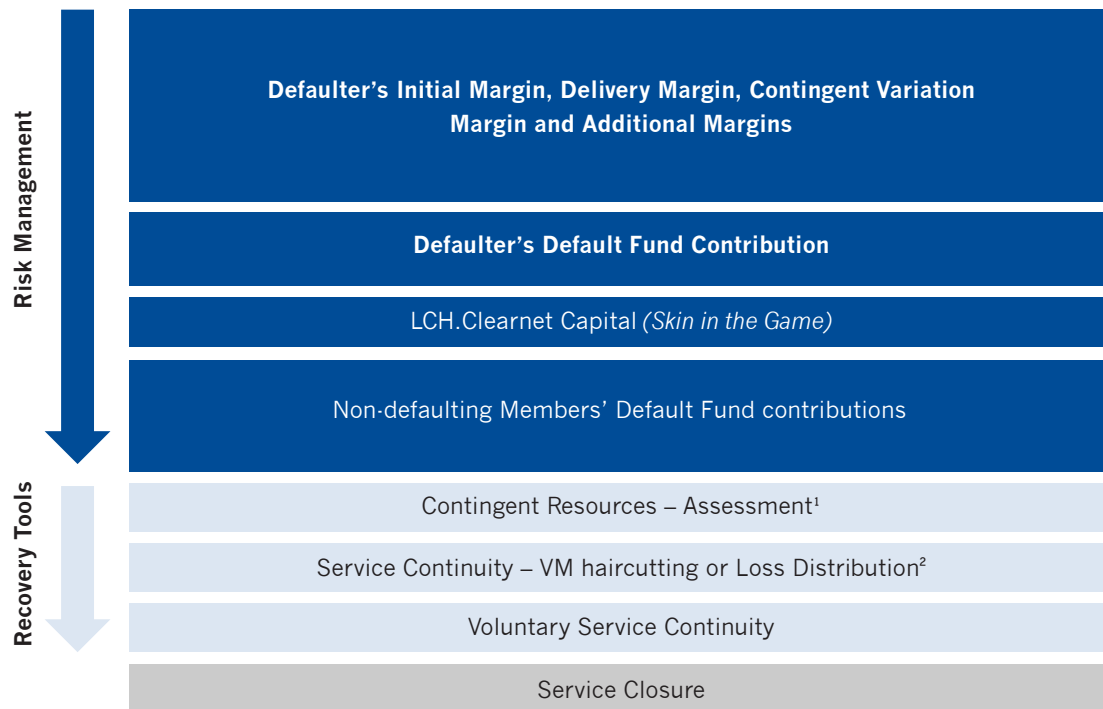 Risk Management
Defaulter’s Initial Margin, Delivery Margin, Contingent Variation
Margin and Additional Margins
Defaulter’s Default Fund Contribution
LCH.Clearnet Capital (Skin in the Game)
Non-defaulting Members’ Default Fund contributions
Recovery Tools
Contingent Resources – Assessment¹
Service Continuity – VM haircutting or Loss Distribution²
Voluntary Service Continuity
Service Closure